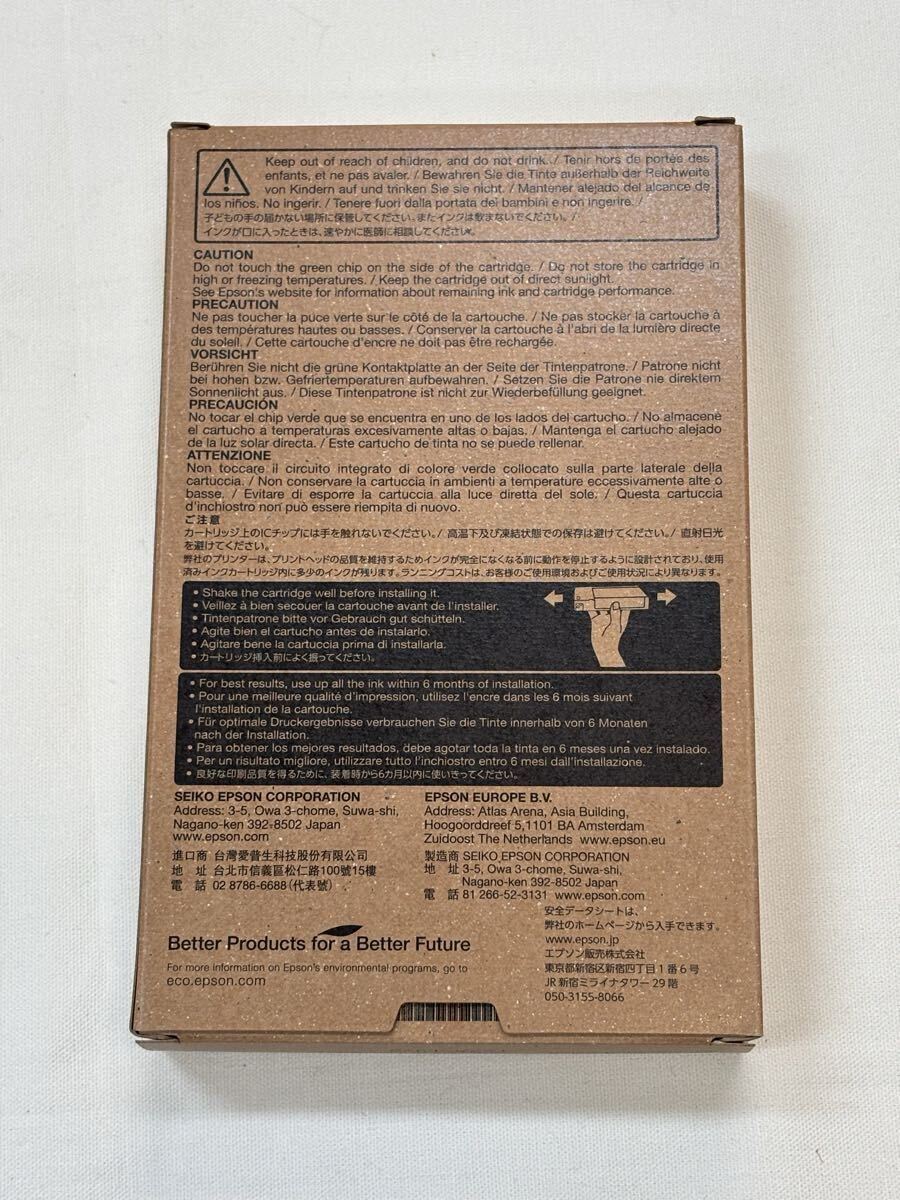 Keep out of reach of children, and do not drink. / Tenir hors de portée des
enfants, et ne pas avaler. / Bewahren Sie die Tinte außerhalb der Reichweite
von Kindern auf und trinken Sie sie nicht. / Mantener alejado del alcance de
los niños. No ingerir. / Tenere fuori dalla portata dei bambini e non ingerire. /
子どもの手の届かない場所に保管してください。またインクは飲まないでください。/
インクが口に入ったときは、速やかに医師に相談してください。
CAUTION
Do not touch the green chip on the side of the cartridge. / Do not store the cartridge in
high or freezing temperatures. / Keep the cartridge out of direct sunlight.
See Epson's website for information about remaining ink and cartridge performance.
PRECAUTION
Ne pas toucher la puce verte sur le côté de la cartouche. / Ne pas stocker la cartouche à
des températures hautes ou basses. / Conserver la cartouche à l'abri de la lumière directe
du soleil. / Cette cartouche d'encre ne doit pas être rechargée.
VORSICHT
Berühren Sie nicht die grüne Kontaktplatte an der Seite der Tintenpatrone. / Patrone nicht
bei hohen bzw. Gefriertemperaturen aufbewahren. / Setzen Sie die Patrone nie direktem
Sonnenlicht aus. / Diese Tintenpatrone ist nicht zur Wiederbefüllung geeignet.
PRECAUCIÓN
No tocar el chip verde que se encuentra en uno de los lados del cartucho. / No almacene
el cartucho a temperaturas excesivamente altas o bajas. / Mantenga el cartucho alejado
de la luz solar directa. / Este cartucho de tinta no se puede rellenar.
ATTENZIONE
Non toccare il circuito integrato di colore verde collocato sulla parte laterale della
cartuccia. / Non conservare la cartuccia in ambienti a temperature eccessivamente alte o
basse. / Evitare di esporre la cartuccia alla luce diretta del sole. / Questa cartuccia
d'inchiostro non può essere riempita di nuovo.
ご注意
カートリッジ上のICチップには手を触れないでください。/ 高温下及び凍結状態での保存は避けてください。/ 直射日光
を避けてください。
弊社のプリンターは、プリントヘッドの品質を維持するためインクが完全になくなる前に動作を停止するように設計されており、使用
済みインクカートリッジ内に多少のインクが残ります。ランニングコストは、お客様のご使用環境およびご使用状況により異なります。
• Shake the cartridge well before installing it.
• Veillez à bien secouer la cartouche avant de l'installer.
• Tintenpatrone bitte vor Gebrauch gut schütteln.
• Agite bien el cartucho antes de instalarlo.
• Agitare bene la cartuccia prima di installarla.
• カートリッジ挿入前によく振ってください。
• For best results, use up all the ink within 6 months of installation.
• Pour une meilleure qualité d'impression, utilisez l'encre dans les 6 mois suivant
l'installation de la cartouche.
• Für optimale Druckergebnisse verbrauchen Sie die Tinte innerhalb von 6 Monaten
nach der Installation.
• Para obtener los mejores resultados, debe agotar toda la tinta en 6 meses una vez instalado.
• Per un risultato migliore, utilizzare tutto l'inchiostro entro 6 mesi dall'installazione.
• 良好な印刷品質を得るために、装着時から6カ月以内に使いきってください。
SEIKO EPSON CORPORATION
Address: 3-5, Owa 3-chome, Suwa-shi,
Nagano-ken 392-8502 Japan
www.epson.com
EPSON EUROPE B.V.
Address: Atlas Arena, Asia Building,
Hoogoorddreef 5,1101 BA Amsterdam
Zuidoost The Netherlands www.epson.eu
進口商 台灣愛普生科技股份有限公司
地 址 台北市信義區松仁路100號15樓
電 話 02 8786-6688(代表號)
製造商 SEIKO EPSON CORPORATION
地 址 3-5, Owa 3-chome, Suwa-shi,
Nagano-ken 392-8502 Japan
電 話 81 266-52-3131 www.epson.com
安全データシートは、
弊社のホームページから入手できます。
www.epson.jp
エプソン販売株式会社
東京都新宿区新宿四丁目1番6号
JR新宿ミライナタワー29階
050-3155-8066
Better Products for a Better Future
For more information on Epson's environmental programs, go to
eco.epson.com